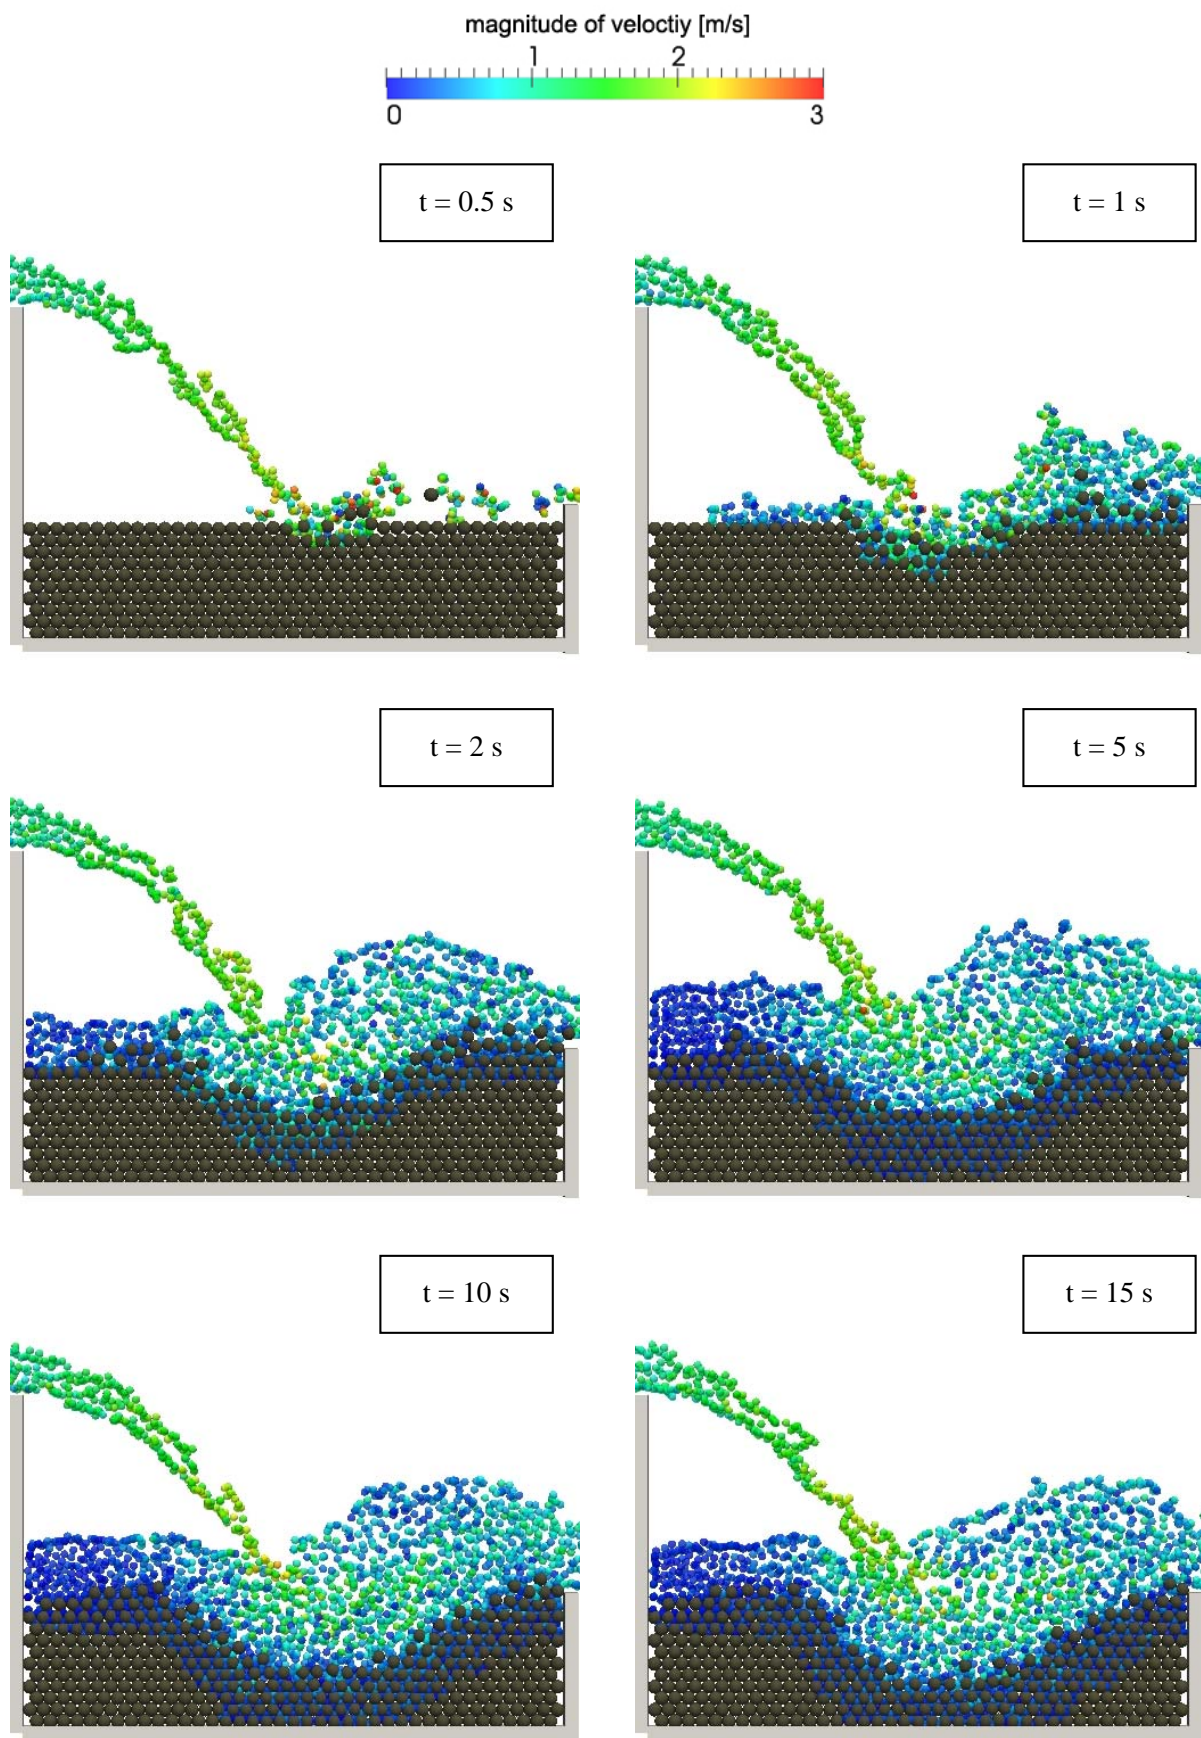 magnitude of veloctiy [m/s]
1 2
0 3
t = 0.5 s
t = 1 s
t = 2 s
t = 5 s
t = 10 s
t = 15 s